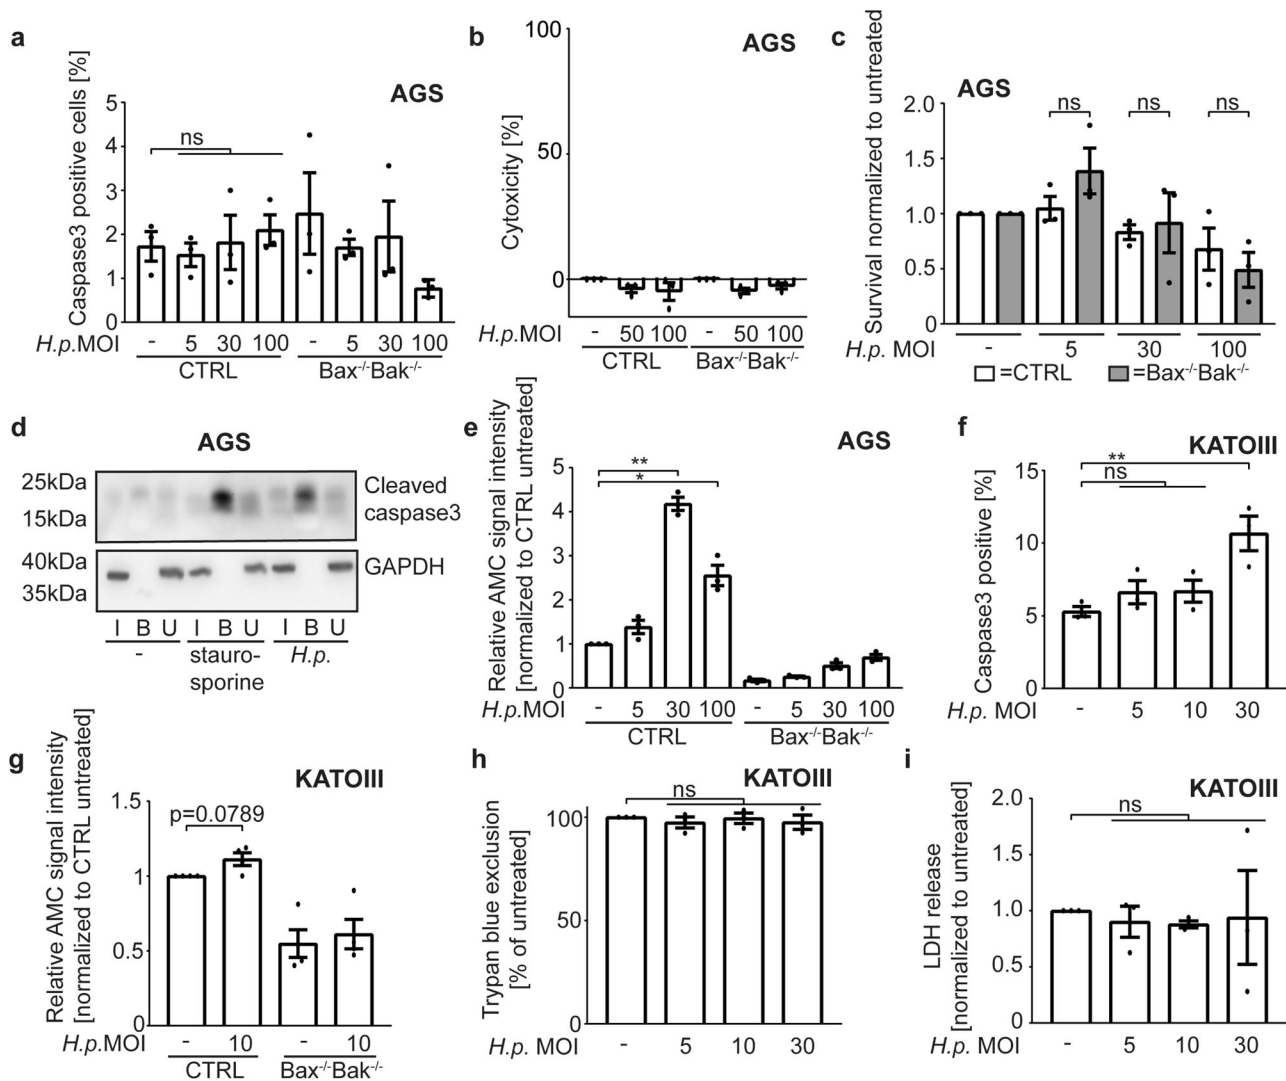 a
AGS
Caspase3 positive cells [%]
5
4
3
2
1
0
ns
H.p.MOI - 5 30 100 - 5 30 100
CTRL Bax-/-Bak-/-
b
AGS
Cytoxicity [%]
100
50
0
H.p.MOI - 50 100 - 50 100
CTRL Bax-/-Bak-/-
c
AGS
Survival normalized to untreated
2.0
1.5
1.0
0.5
0
ns ns ns
H.p. MOI - 5 30 100
=CTRL =Bax-/-Bak-/-
d
AGS
25kDa
15kDa
Cleaved
caspase3
40kDa
35kDa
GAPDH
I B U I B U I B U
- stauro- H.p.
sporine
e
AGS
Relative AMC signal intensity
[normalized to CTRL untreated]
5
4
3
2
1
0
**
*
H.p.MOI - 5 30 100 - 5 30 100
CTRL Bax-/-Bak-/-
f
KATOIII
Caspase3 positive [%]
15
10
5
0
**
ns
H.p. MOI - 5 10 30
g
KATOIII
Relative AMC signal intensity
[normalized to CTRL untreated]
1.5
1
0.5
0
p=0.0789
H.p.MOI - 10 - 10
CTRL Bax-/-Bak-/-
h
KATOIII
Trypan blue exclusion
[% of untreated]
100
50
0
ns
H.p. MOI - 5 10 30
i
KATOIII
LDH release
[normalized to untreated]
2.0
1.5
1.0
0.5
0
ns
H.p. MOI - 5 10 30